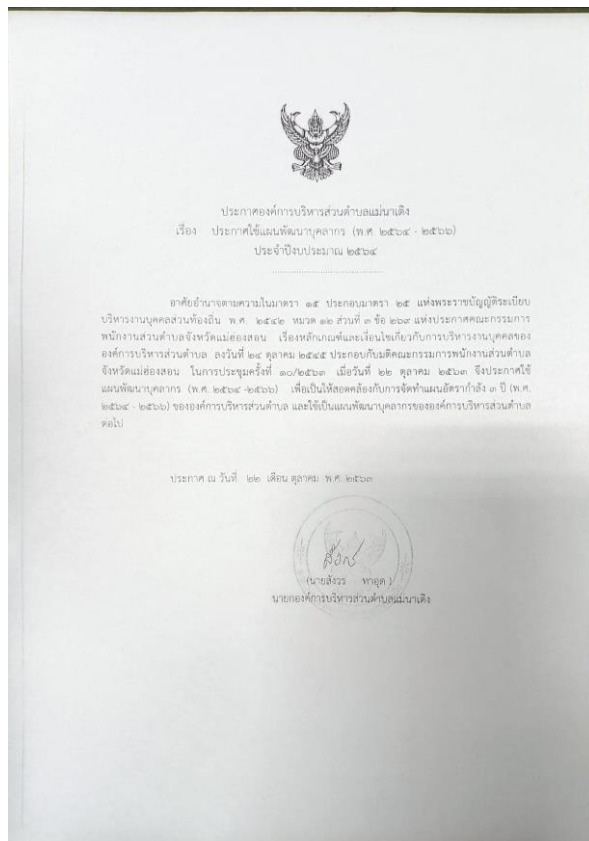 ประกาศองค์การบริหารส่วนตำบลแม่นาเติง
เรื่อง ประกาศใช้แผนพัฒนาบุคลากร (พ.ศ. ๒๕๖๔ - ๒๕๖๖)
ประจำปีงบประมาณ ๒๕๖๔
อาศัยอำนาจตามความในมาตรา ๑๕ ประกอบมาตรา ๒๕ แห่งพระราชบัญญัติระเบียบ
บริหารงานบุคคลส่วนท้องถิ่น พ.ศ. ๒๕๔๒ หมวด ๑๒ ส่วนที่ ๓ ข้อ ๒๖๙ แห่งประกาศคณะกรรมการ
พนักงานส่วนตำบลจังหวัดแม่ฮ่องสอน เรื่องหลักเกณฑ์และเงื่อนไขเกี่ยวกับการบริหารงานบุคคลของ
องค์การบริหารส่วนตำบล ลงวันที่ ๒๔ ตุลาคม ๒๕๔๕ ประกอบกับมติคณะกรรมการพนักงานส่วนตำบล
จังหวัดแม่ฮ่องสอน ในการประชุมครั้งที่ ๑๐/๒๕๖๓ เมื่อวันที่ ๒๒ ตุลาคม ๒๕๖๓ จึงประกาศใช้
แผนพัฒนาบุคลากร (พ.ศ. ๒๕๖๔ -๒๕๖๖) เพื่อเป็นให้สอดคล้องกับการจัดทำแผนอัตรากำลัง ๓ ปี (พ.ศ.
๒๕๖๔ - ๒๕๖๖) ขององค์การบริหารส่วนตำบล และใช้เป็นแผนพัฒนาบุคลากรขององค์การบริหารส่วนตำบล
ต่อไป
ประกาศ ณ วันที่ ๒๒ เดือน ตุลาคม พ.ศ. ๒๕๖๓
(นายสังวร ทาอุด )
นายกองค์การบริหารส่วนตำบลแม่นาเติง